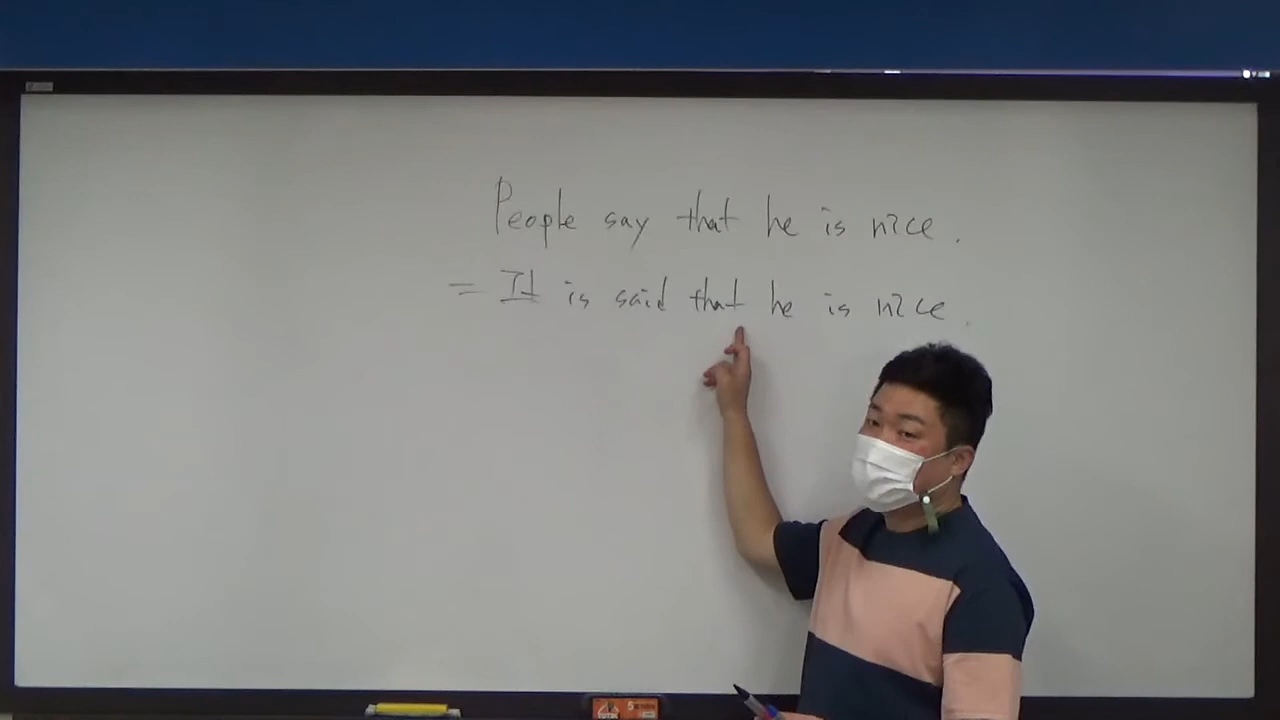 People say that he is nice.
= It is said that he is nice.